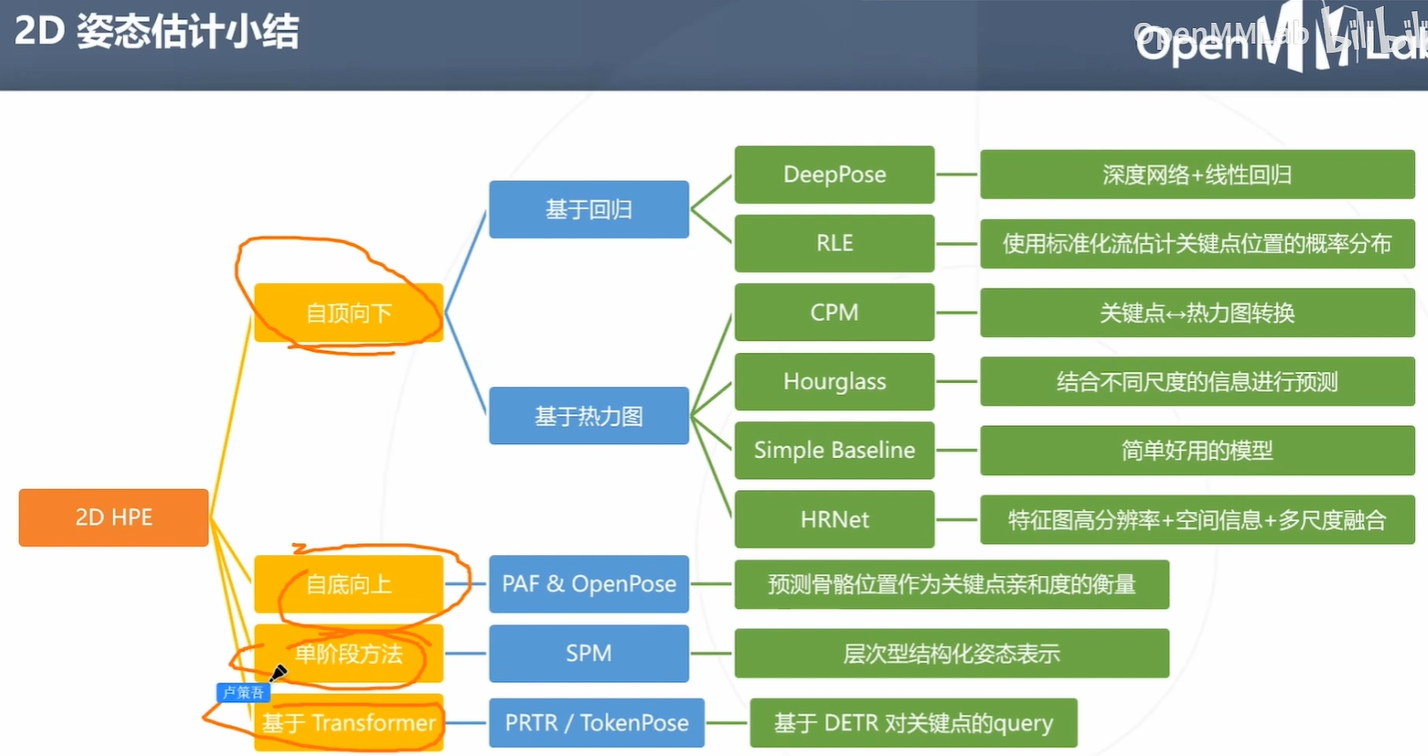 2D 姿态估计小结
OpenMMLab bilibili
OpenMMLab
DeepPose
深度网络+线性回归
基于回归
RLE
使用标准化流估计关键点位置的概率分布
自顶向下
CPM
关键点↔热力图转换
Hourglass
结合不同尺度的信息进行预测
基于热力图
Simple Baseline
简单好用的模型
2D HPE
HRNet
特征图高分辨率+空间信息+多尺度融合
自底向上
PAF & OpenPose
预测骨骼位置作为关键点亲和度的衡量
单阶段方法
SPM
层次型结构化姿态表示
卢策吾
基于 Transformer
PRTR / TokenPose
基于 DETR 对关键点的query